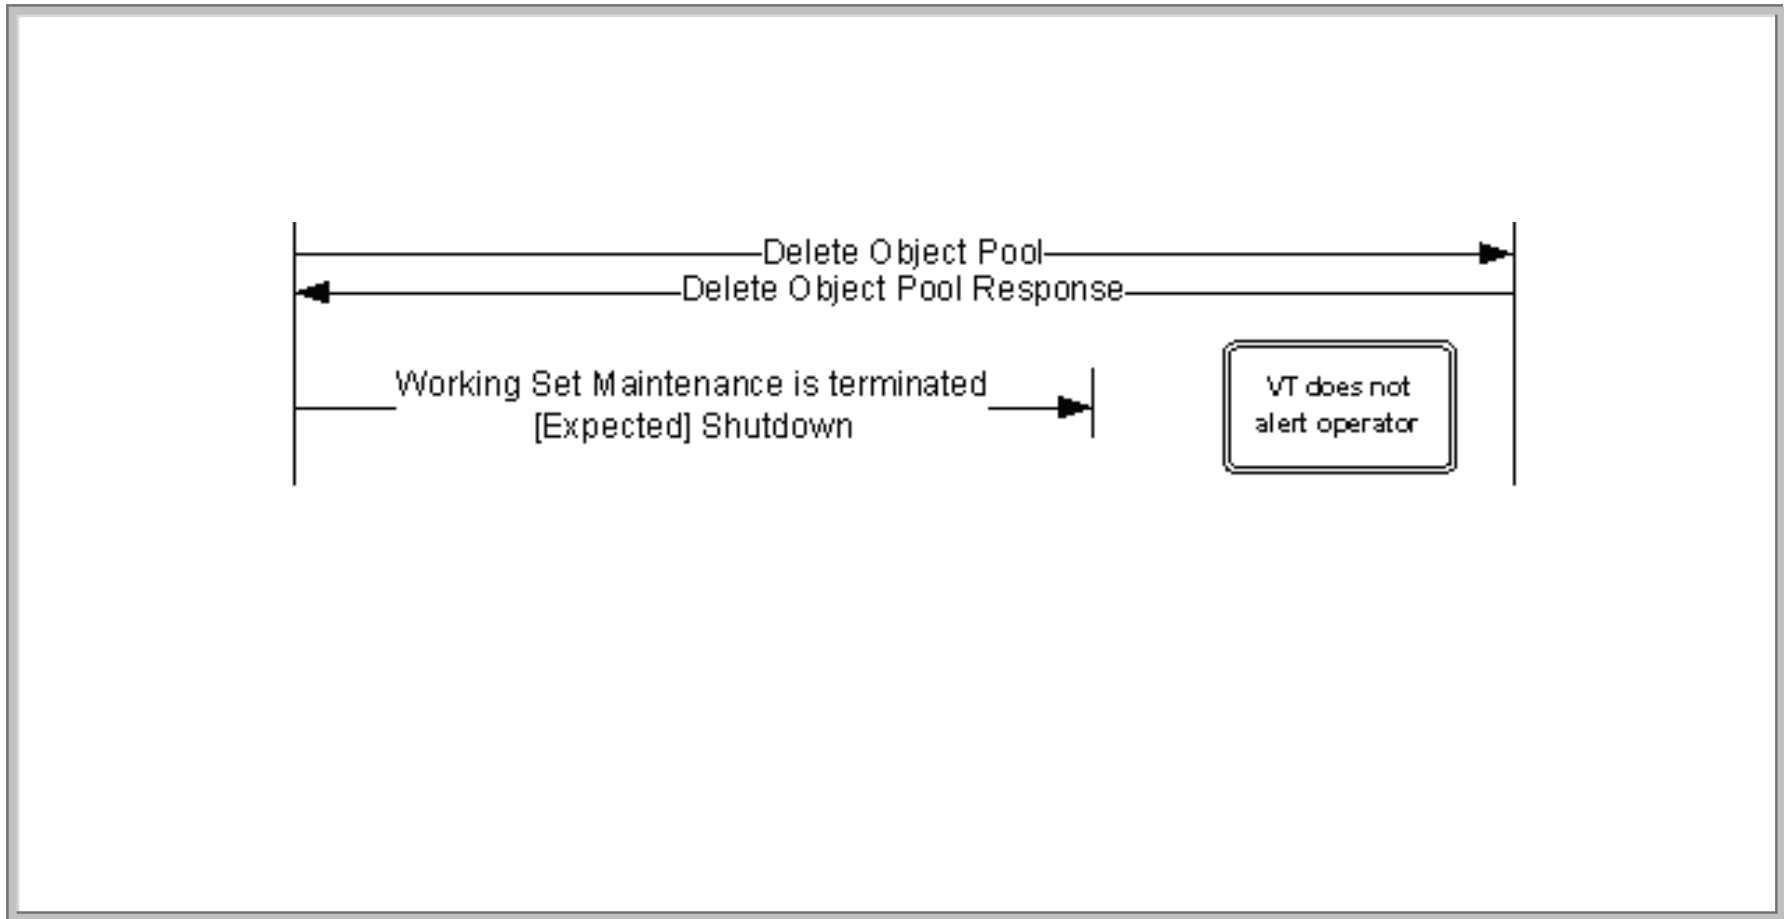 Delete Object Pool
Delete Object Pool Response
Working Set Maintenance is terminated
[Expected] Shutdown
VT does not
alert operator